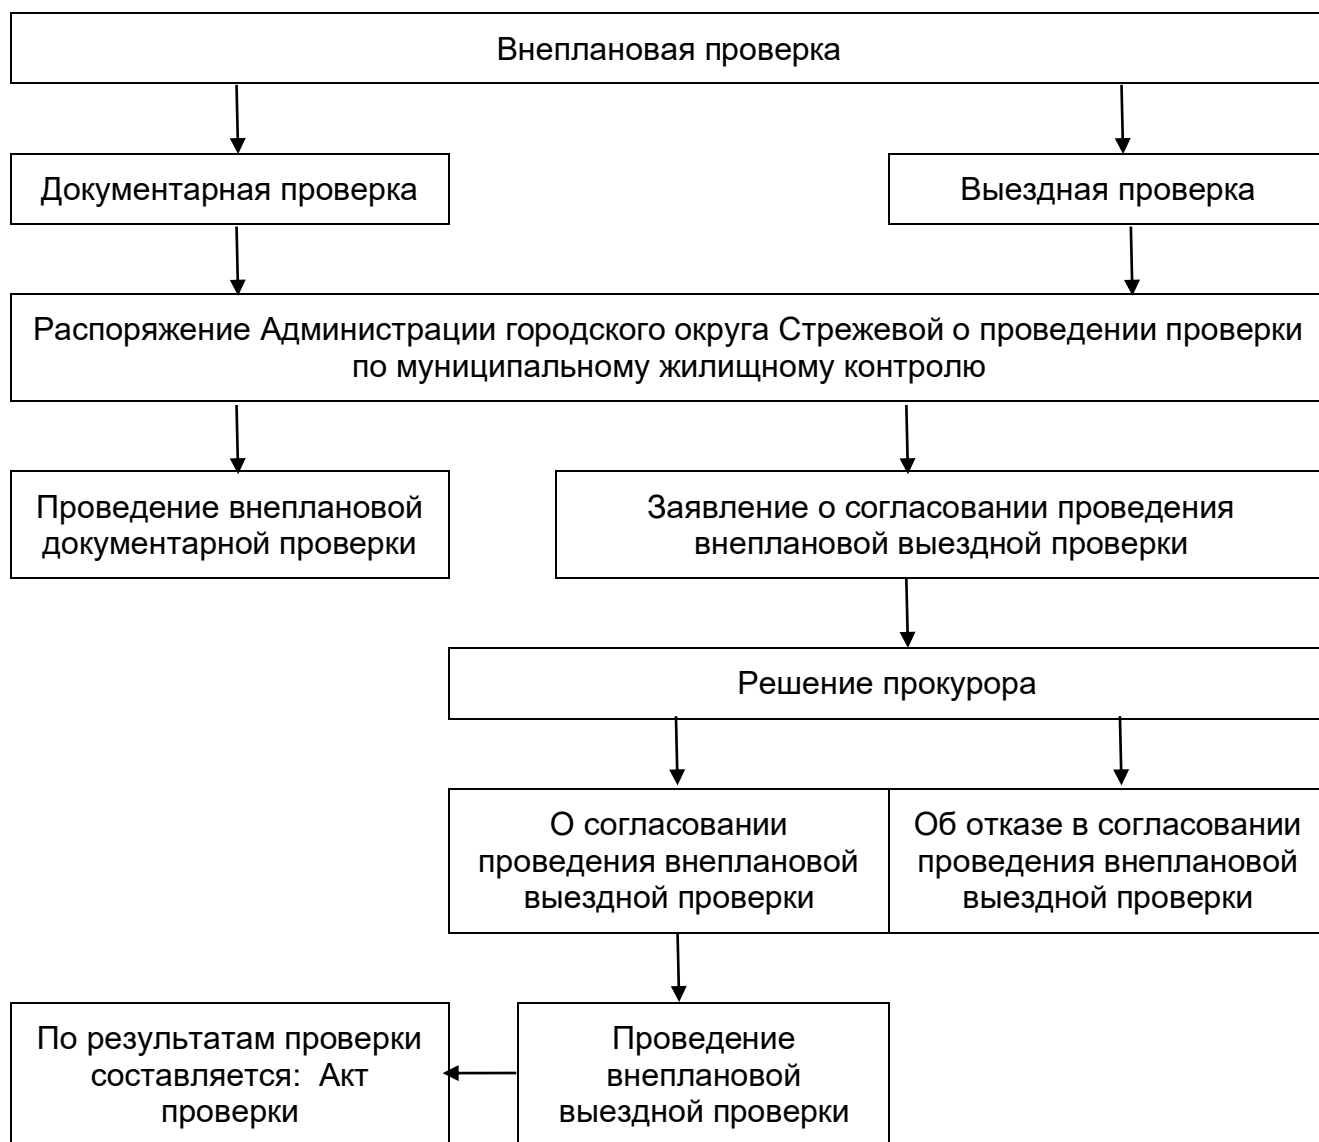 Внеплановая проверка
Документарная проверка
Выездная проверка
Распоряжение Администрации городского округа Стрежевой о проведении проверки
по муниципальному жилищному контролю
Проведение внеплановой
документарной проверки
Заявление о согласовании проведения
внеплановой выездной проверки
Решение прокурора
О согласовании
проведения внеплановой
выездной проверки
Об отказе в согласовании
проведения внеплановой
выездной проверки
По результатам проверки
составляется:  Акт
проверки
Проведение
внеплановой
выездной проверки